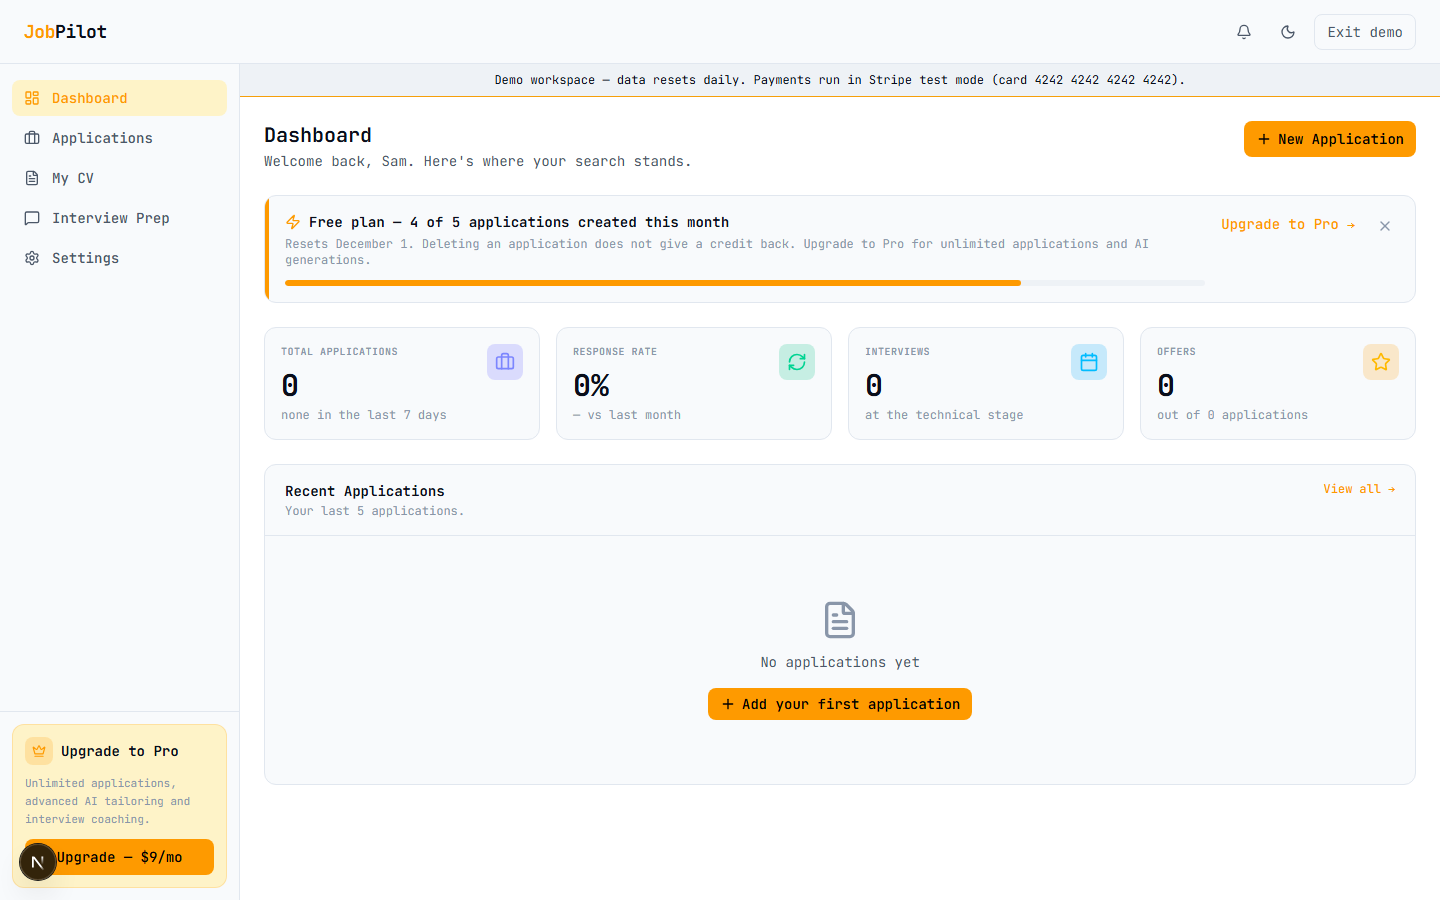 JobPilot
Exit demo
Demo workspace — data resets daily. Payments run in Stripe test mode (card 4242 4242 4242 4242).
Dashboard
Applications
My CV
Interview Prep
Settings
Dashboard
Welcome back, Sam. Here's where your search stands.
+ New Application
Free plan — 4 of 5 applications created this month
Resets December 1. Deleting an application does not give a credit back. Upgrade to Pro for unlimited applications and AI
generations.
Upgrade to Pro →
TOTAL APPLICATIONS
0
none in the last 7 days
RESPONSE RATE
0%
— vs last month
INTERVIEWS
0
at the technical stage
OFFERS
0
out of 0 applications
Recent Applications
Your last 5 applications.
View all →
No applications yet
+ Add your first application
Upgrade to Pro
Unlimited applications,
advanced AI tailoring and
interview coaching.
Upgrade — $9/mo
N